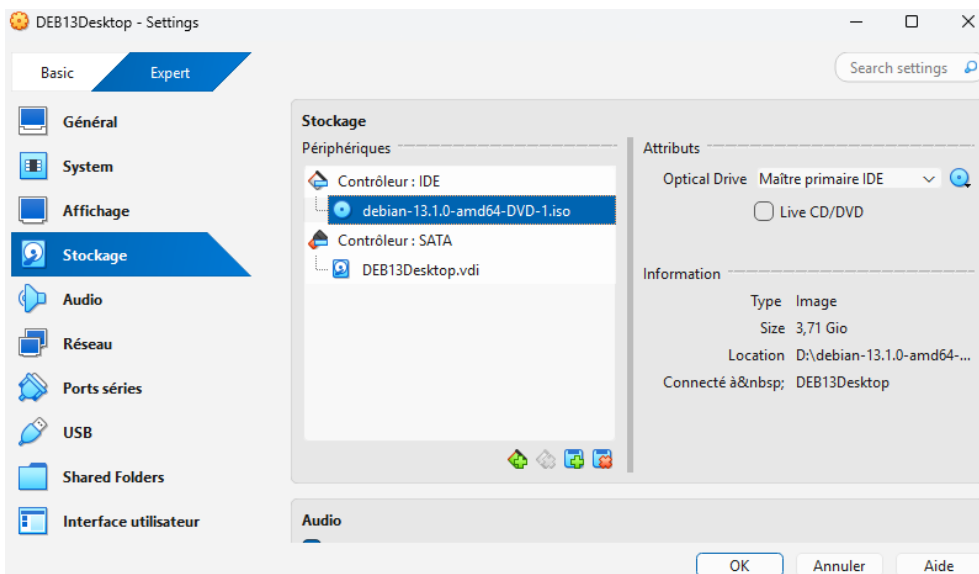 DEB13Desktop - Settings
Basic
Expert
Search settings
Général
System
Affichage
Stockage
Audio
Réseau
Ports séries
USB
Shared Folders
Interface utilisateur
Stockage
Périphériques
Contrôleur : IDE
debian-13.1.0-amd64-DVD-1.iso
Contrôleur : SATA
DEB13Desktop.vdi
Attributs
Optical Drive Maître primaire IDE
Live CD/DVD
Information
Type Image
Size 3,71 Gio
Location D:\debian-13.1.0-amd64-...
Connecté à&nbsp; DEB13Desktop
Audio
OK
Annuler
Aide